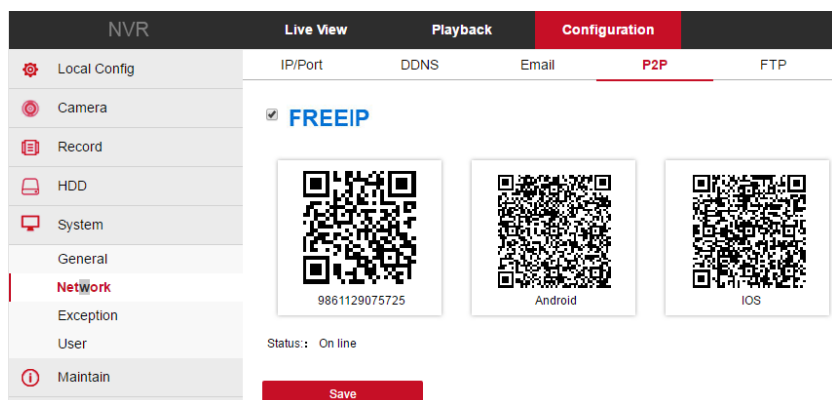 NVR Live View Playback Configuration
Local Config IP/Port DDNS Email P2P FTP
Camera
FREEIP
Record
HDD
System
General
Network
Exception
User
Maintain
9861129075725 Android IOS
Status:: On line
Save